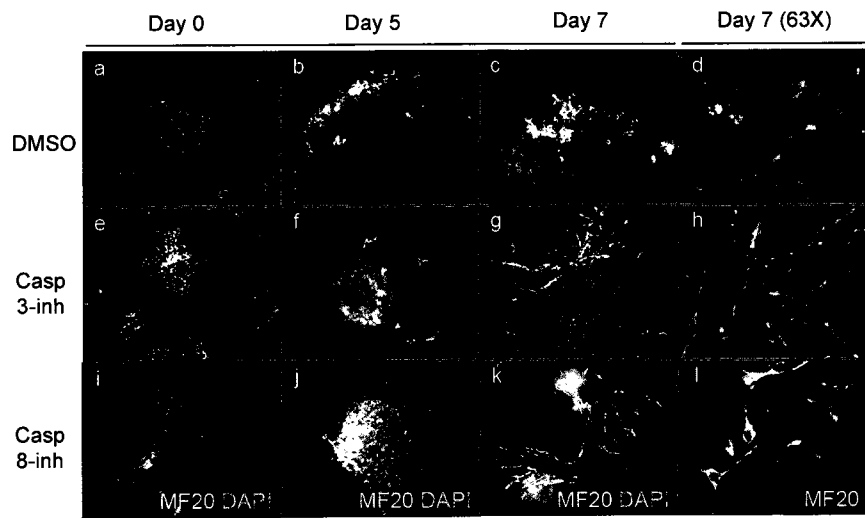 Day 0 Day 5 Day 7 Day 7 (63X)
a b c d
DMSO
e f g h
Casp
3-inh
i j k l
Casp
8-inh
MF20 DAPI MF20 DAPI MF20 DAPI MF20